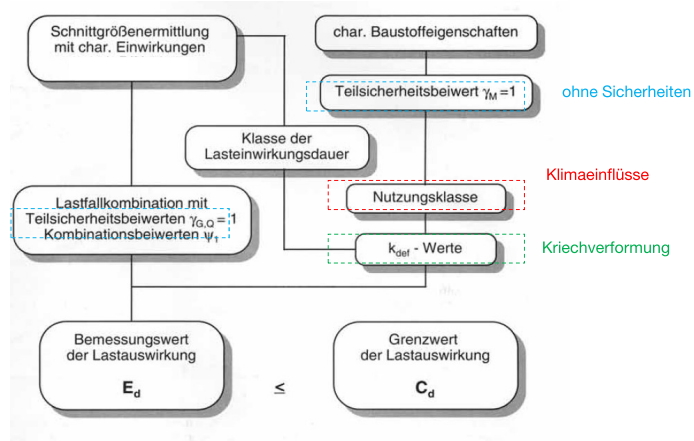 Schnittgrößenermittlung
mit char. Einwirkungen
char. Baustoffeigenschaften
Teilsicherheitsbeiwert γM =1
ohne Sicherheiten
Klasse der
Lasteinwirkungsdauer
Klimaeinflüsse
Nutzungsklasse
Lastfallkombination mit
Teilsicherheitsbeiwerten γG,Q = 1
Kombinationsbeiwerten ψ1
kdef - Werte
Kriechverformung
Bemessungswert
der Lastauswirkung
Ed
≤
Grenzwert
der Lastauswirkung
Cd